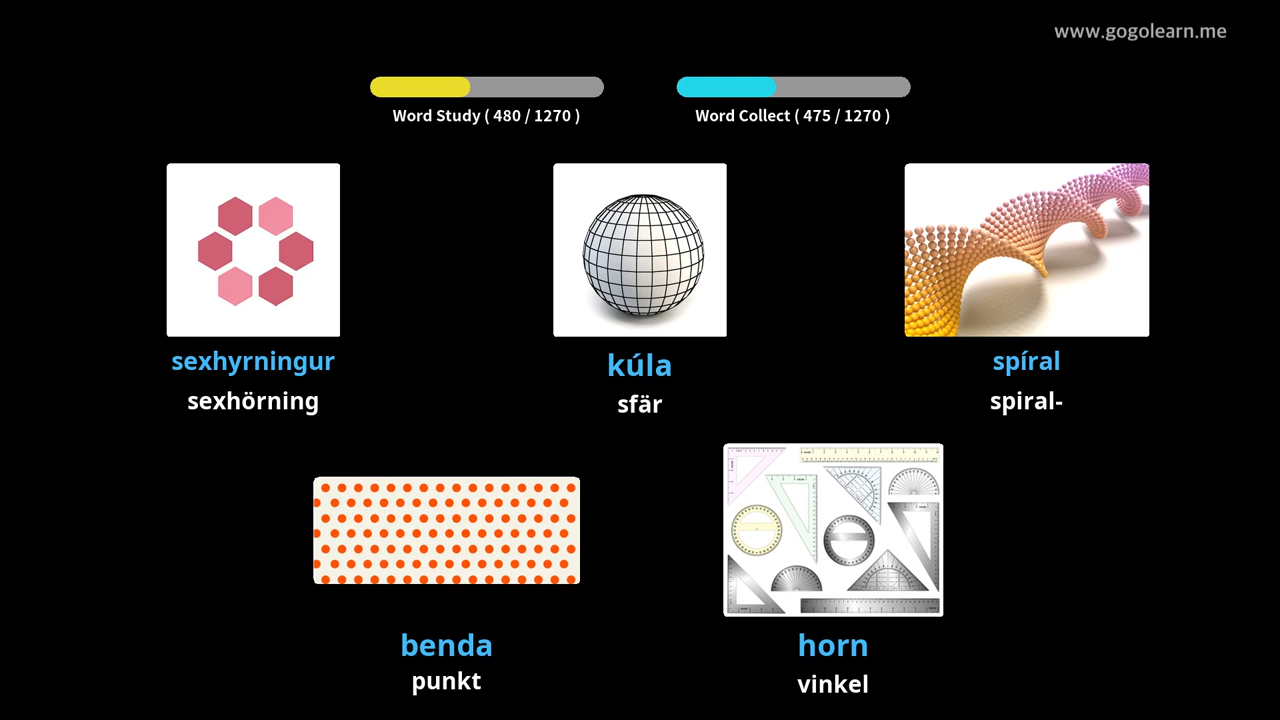 www.gogolearn.me
Word Study ( 480 / 1270 )
Word Collect ( 475 / 1270 )
sexhyrningur
sexhörning
kúla
sfär
spíral
spiral-
benda
punkt
horn
vinkel